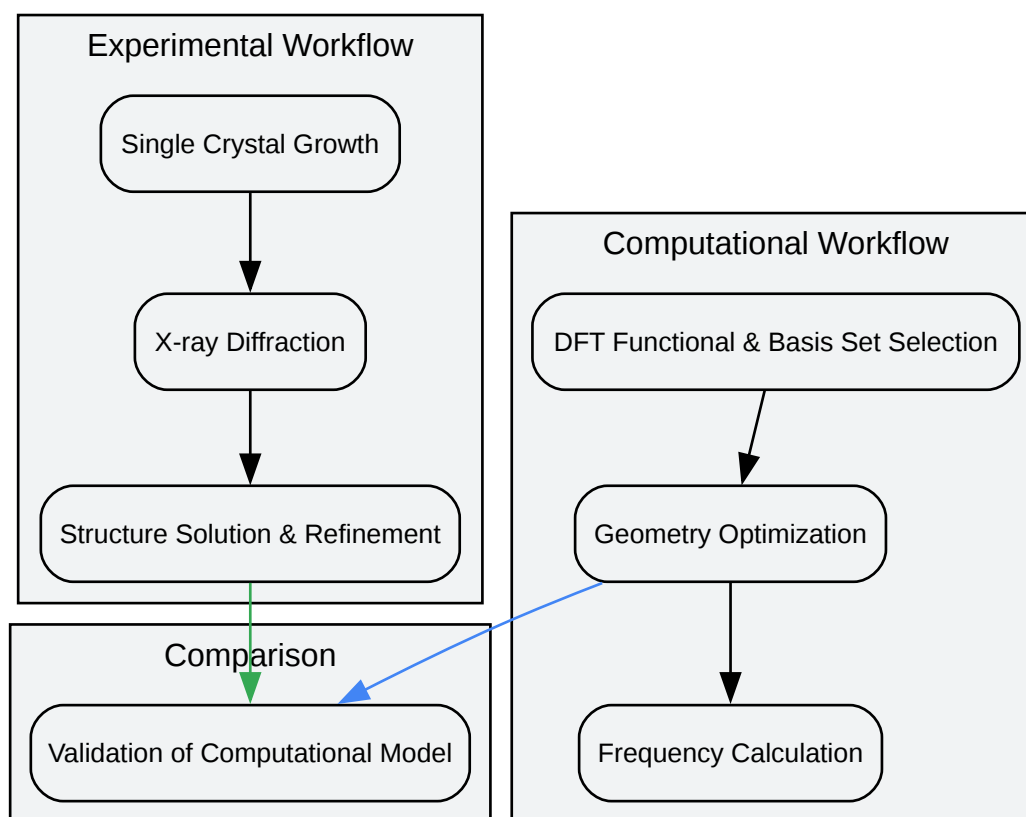 Experimental Workflow
Single Crystal Growth
X-ray Diffraction
Structure Solution & Refinement
Computational Workflow
DFT Functional & Basis Set Selection
Geometry Optimization
Frequency Calculation
Comparison
Validation of Computational Model